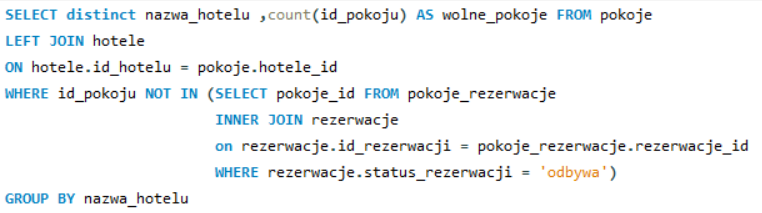 SELECT distinct nazwa_hotelu ,count(id_pokoju) AS wolne_pokoje FROM pokoje
LEFT JOIN hotele
ON hotele.id_hotelu = pokoje.hotele_id
WHERE id_pokoju NOT IN (SELECT pokoje_id FROM pokoje_rezerwacje
INNER JOIN rezerwacje
on rezerwacje.id_rezerwacji = pokoje_rezerwacje.rezerwacje_id
WHERE rezerwacje.status_rezerwacji = 'odbywa')
GROUP BY nazwa_hotelu